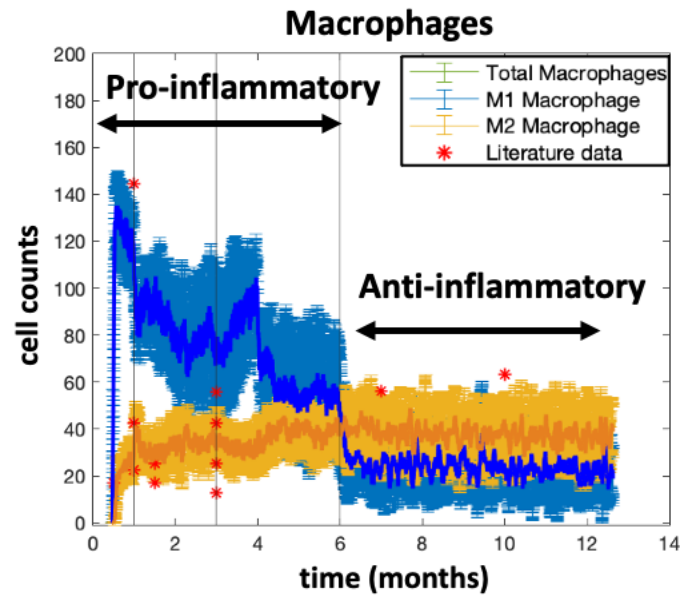 Macrophages
Pro-inflammatory
Total Macrophages
M1 Macrophage
M2 Macrophage
Literature data
Anti-inflammatory
cell counts
200
180
160
140
120
100
80
60
40
20
0
0 2 4 6 8 10 12 14
time (months)